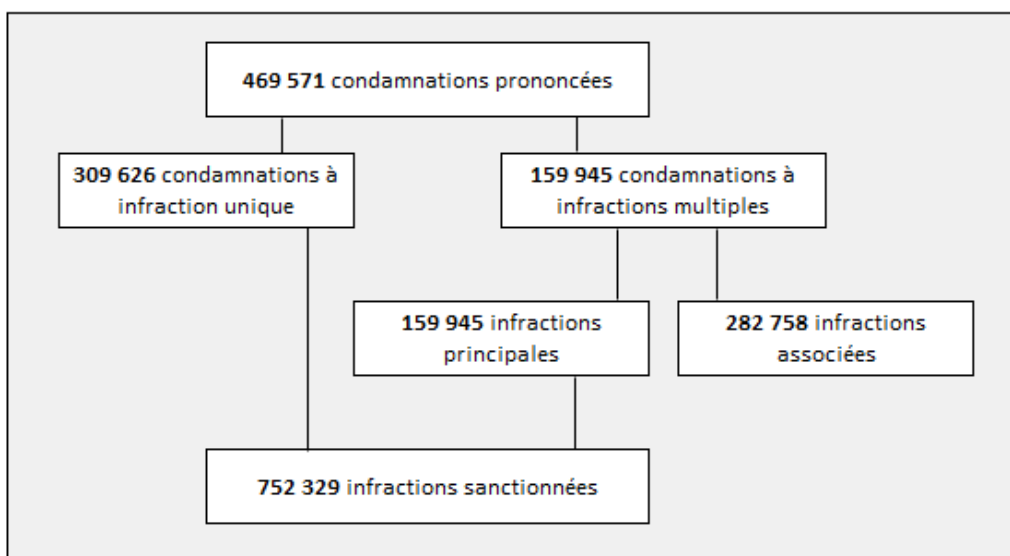 469 571 condamnations prononcées
309 626 condamnations à
infraction unique
159 945 condamnations à
infractions multiples
159 945 infractions
principales
282 758 infractions
associées
752 329 infractions sanctionnées